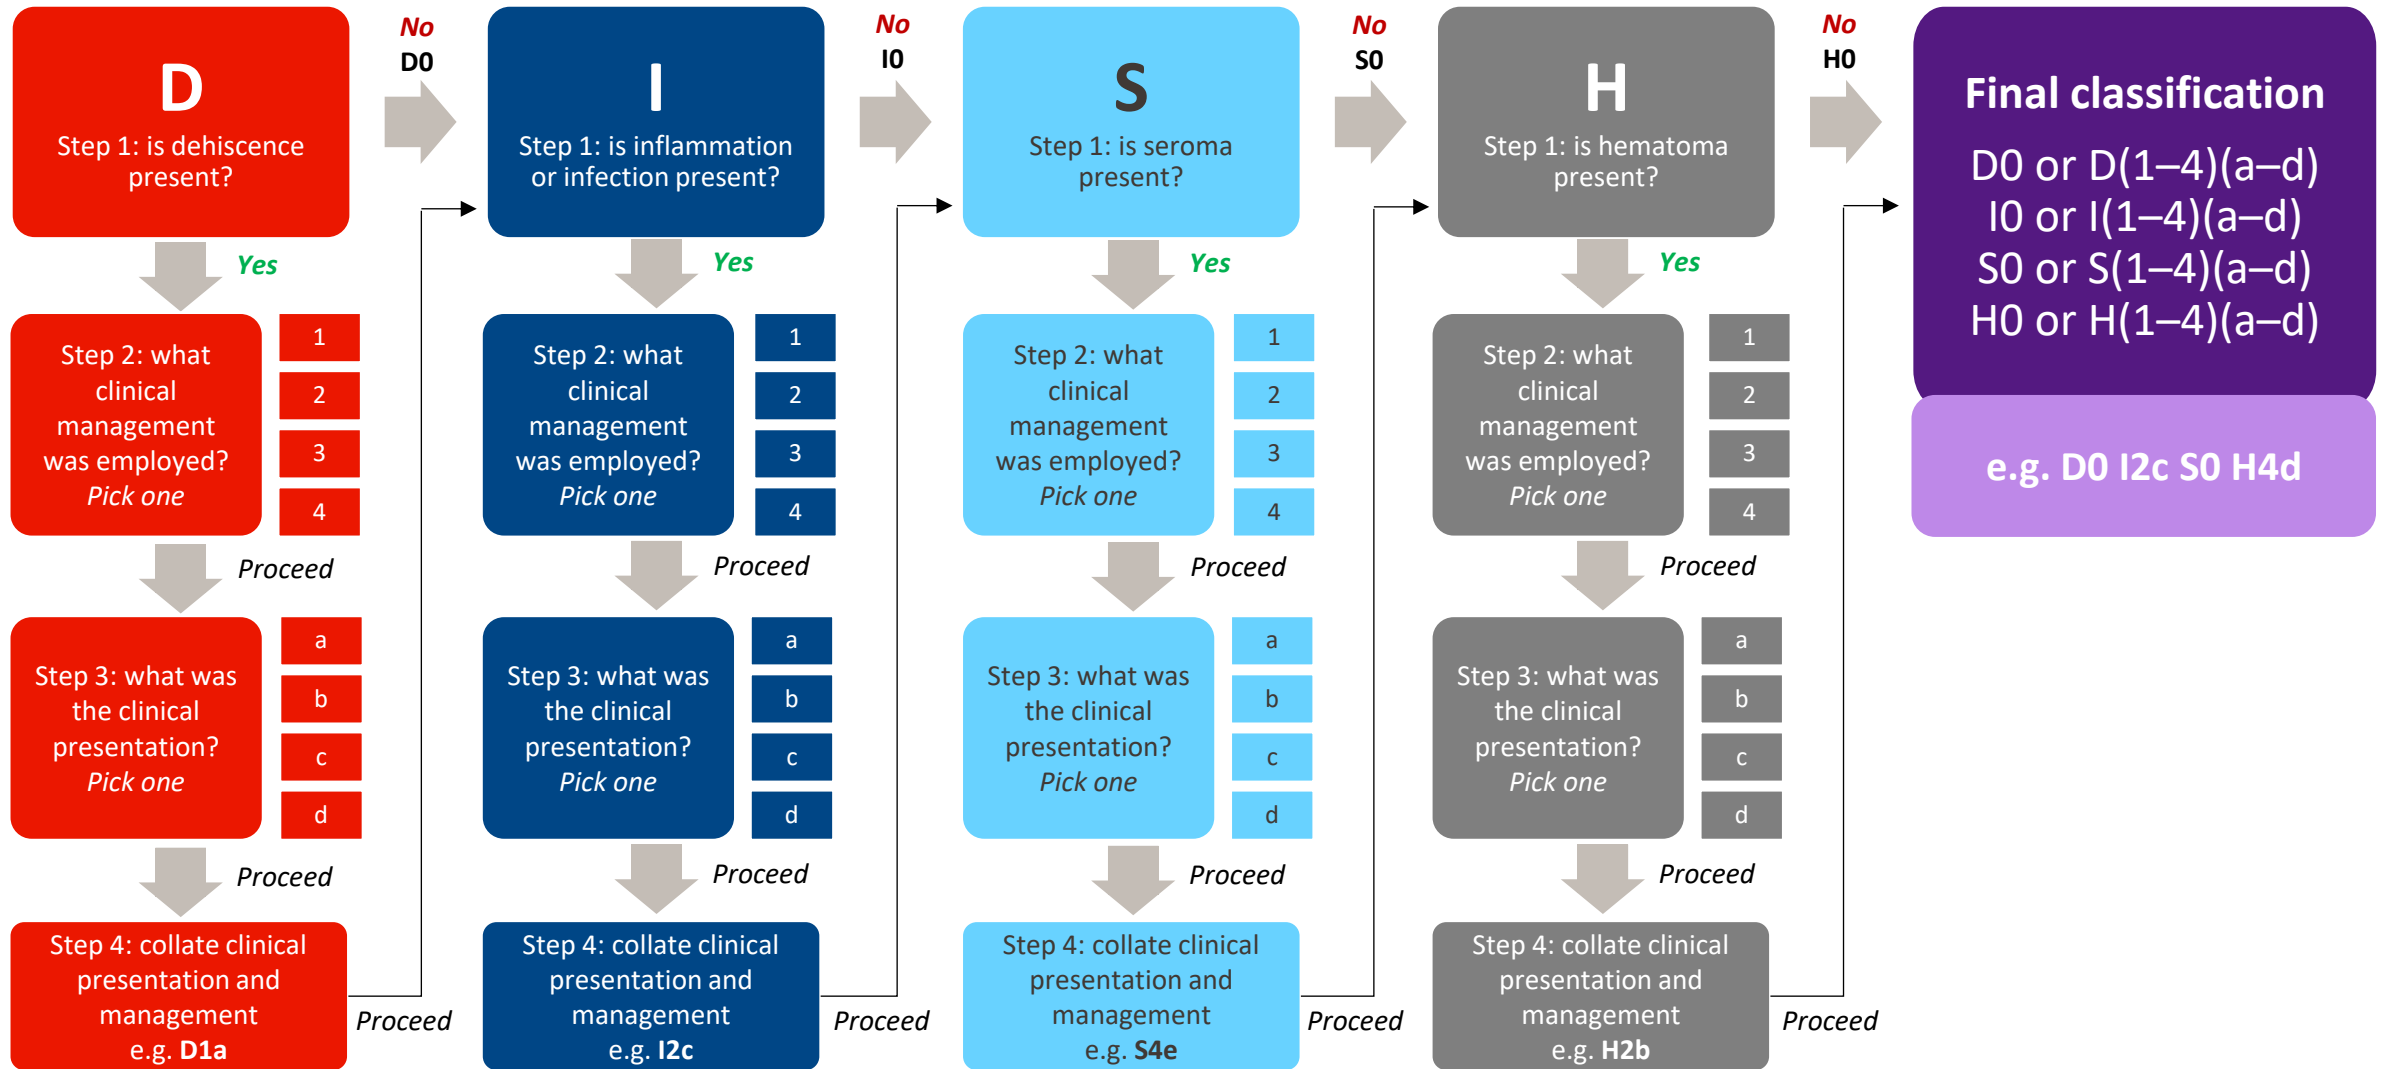 D
Step 1: is dehiscence
present?
No
D0
Yes
Step 2: what
clinical
management
was employed?
Pick one
1
2
3
4
Proceed
Step 3: what was
the clinical
presentation?
Pick one
a
b
c
d
Proceed
Step 4: collate clinical
presentation and
management
e.g. D1a
Proceed
I
Step 1: is inflammation
or infection present?
No
I0
Yes
Step 2: what
clinical
management
was employed?
Pick one
1
2
3
4
Proceed
Step 3: what was
the clinical
presentation?
Pick one
a
b
c
d
Proceed
Step 4: collate clinical
presentation and
management
e.g. I2c
Proceed
S
Step 1: is seroma
present?
No
S0
Yes
Step 2: what
clinical
management
was employed?
Pick one
1
2
3
4
Proceed
Step 3: what was
the clinical
presentation?
Pick one
a
b
c
d
Proceed
Step 4: collate clinical
presentation and
management
e.g. S4e
Proceed
H
Step 1: is hematoma
present?
No
H0
Yes
Step 2: what
clinical
management
was employed?
Pick one
1
2
3
4
Proceed
Step 3: what was
the clinical
presentation?
Pick one
a
b
c
d
Proceed
Step 4: collate clinical
presentation and
management
e.g. H2b
Proceed
Final classification
D0 or D(1–4)(a–d)
I0 or I(1–4)(a–d)
S0 or S(1–4)(a–d)
H0 or H(1–4)(a–d)
e.g. D0 I2c S0 H4d